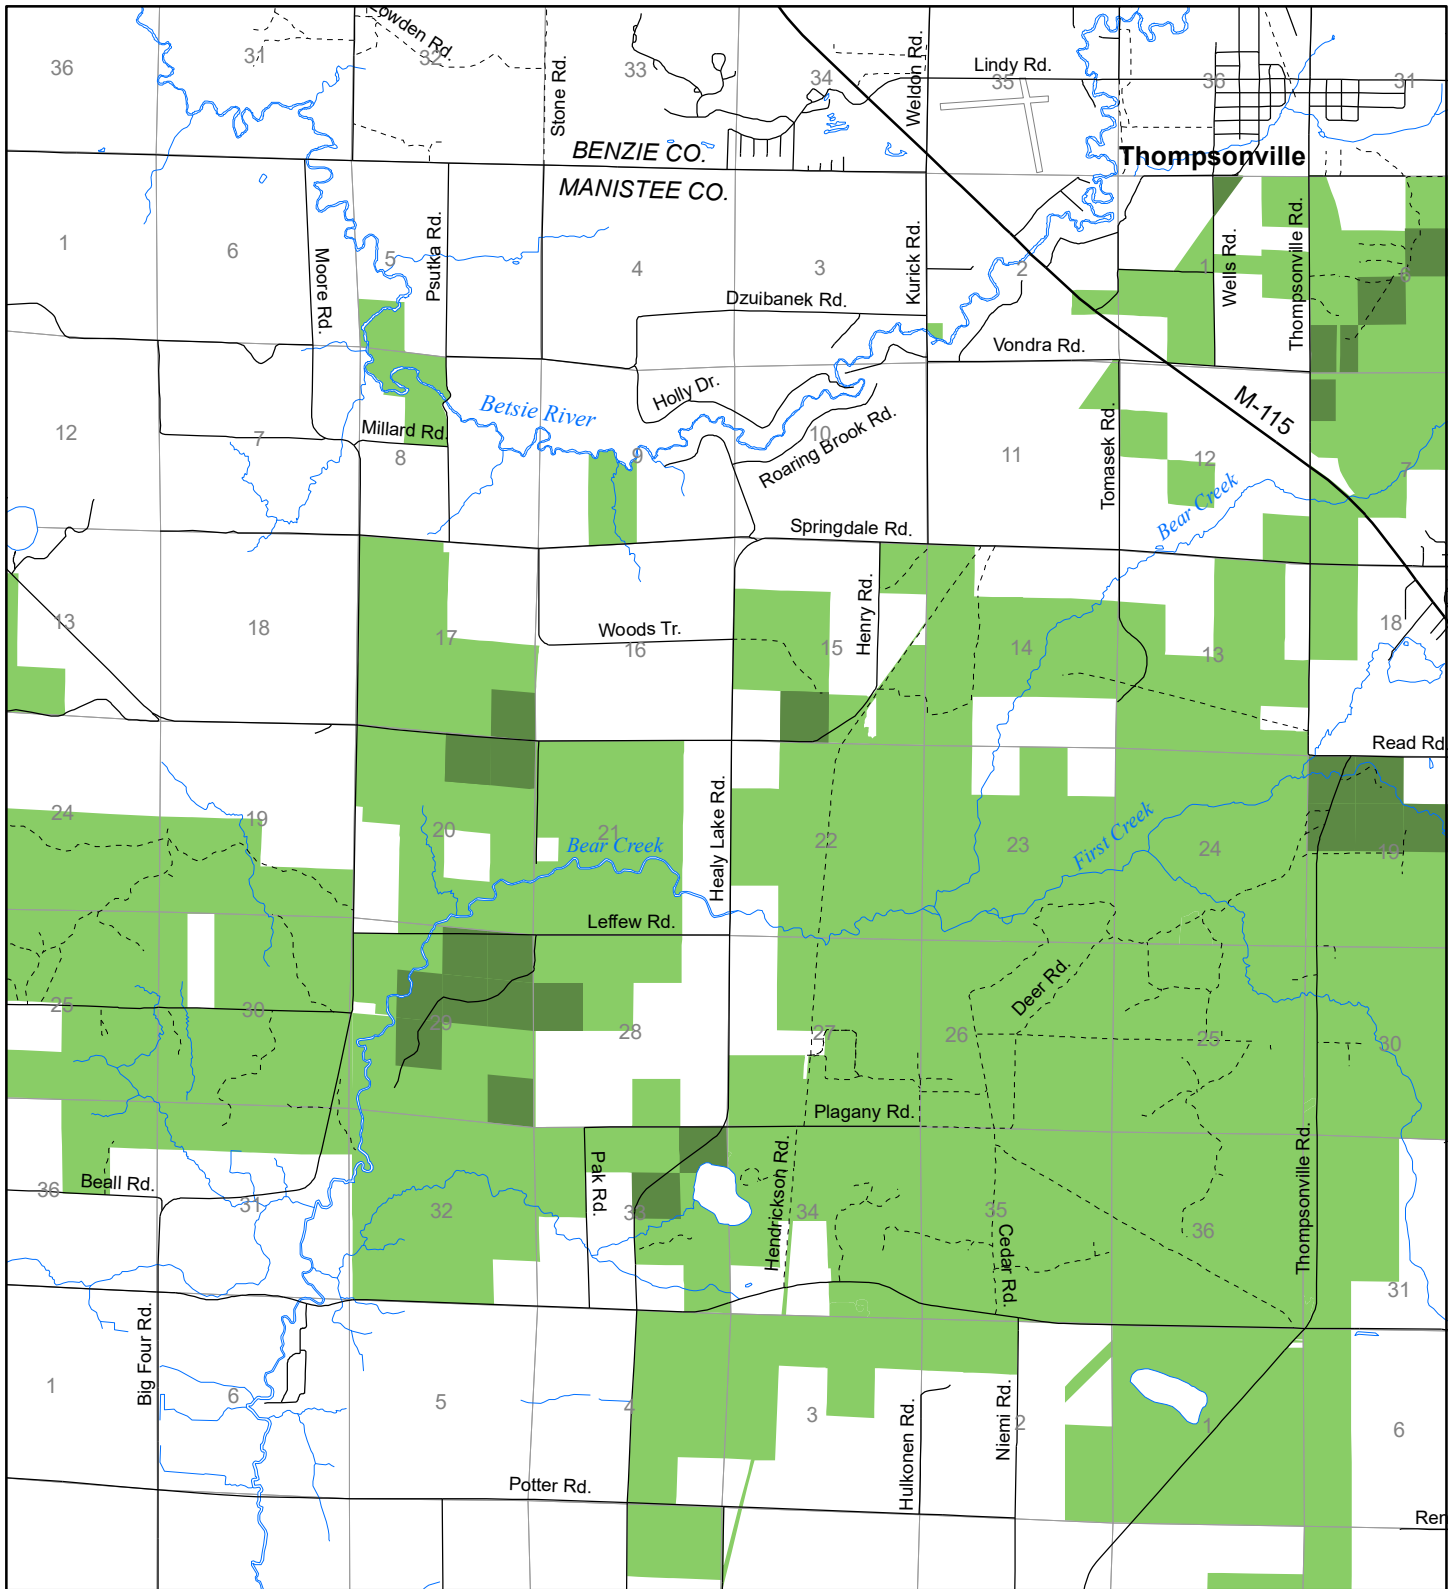 Lowden Rd.
36
31
32
33
34
35
36
31
Stone Rd.
Weldon Rd.
Lindy Rd.
BENZIE CO.
MANISTEE CO.
Thompsonville
1
6
5
4
3
2
1
6
Moore Rd.
Psutka Rd.
Kurick Rd.
Wells Rd.
Thompsonville Rd.
Dzuibanek Rd.
Vondra Rd.
Holly Dr.
Betsie River
Millard Rd.
Roaring Brook Rd.
Tomasek Rd.
M-115
12
7
8
9
10
11
12
7
Bear Creek
Springdale Rd.
Henry Rd.
Woods Tr.
13
18
17
16
15
14
13
18
Read Rd.
Healy Lake Rd.
24
19
20
21
22
23
24
19
Bear Creek
First Creek
Leffew Rd.
Deer Rd.
25
30
29
28
27
26
25
30
Plagany Rd.
Beall Rd.
Pak Rd.
Hendrickson Rd.
Cedar Rd.
Thompsonville Rd.
36
31
32
33
34
35
36
31
Big Four Rd.
1
6
5
4
3
2
1
6
Hulkonen Rd.
Niemi Rd.
Potter Rd.
Ren